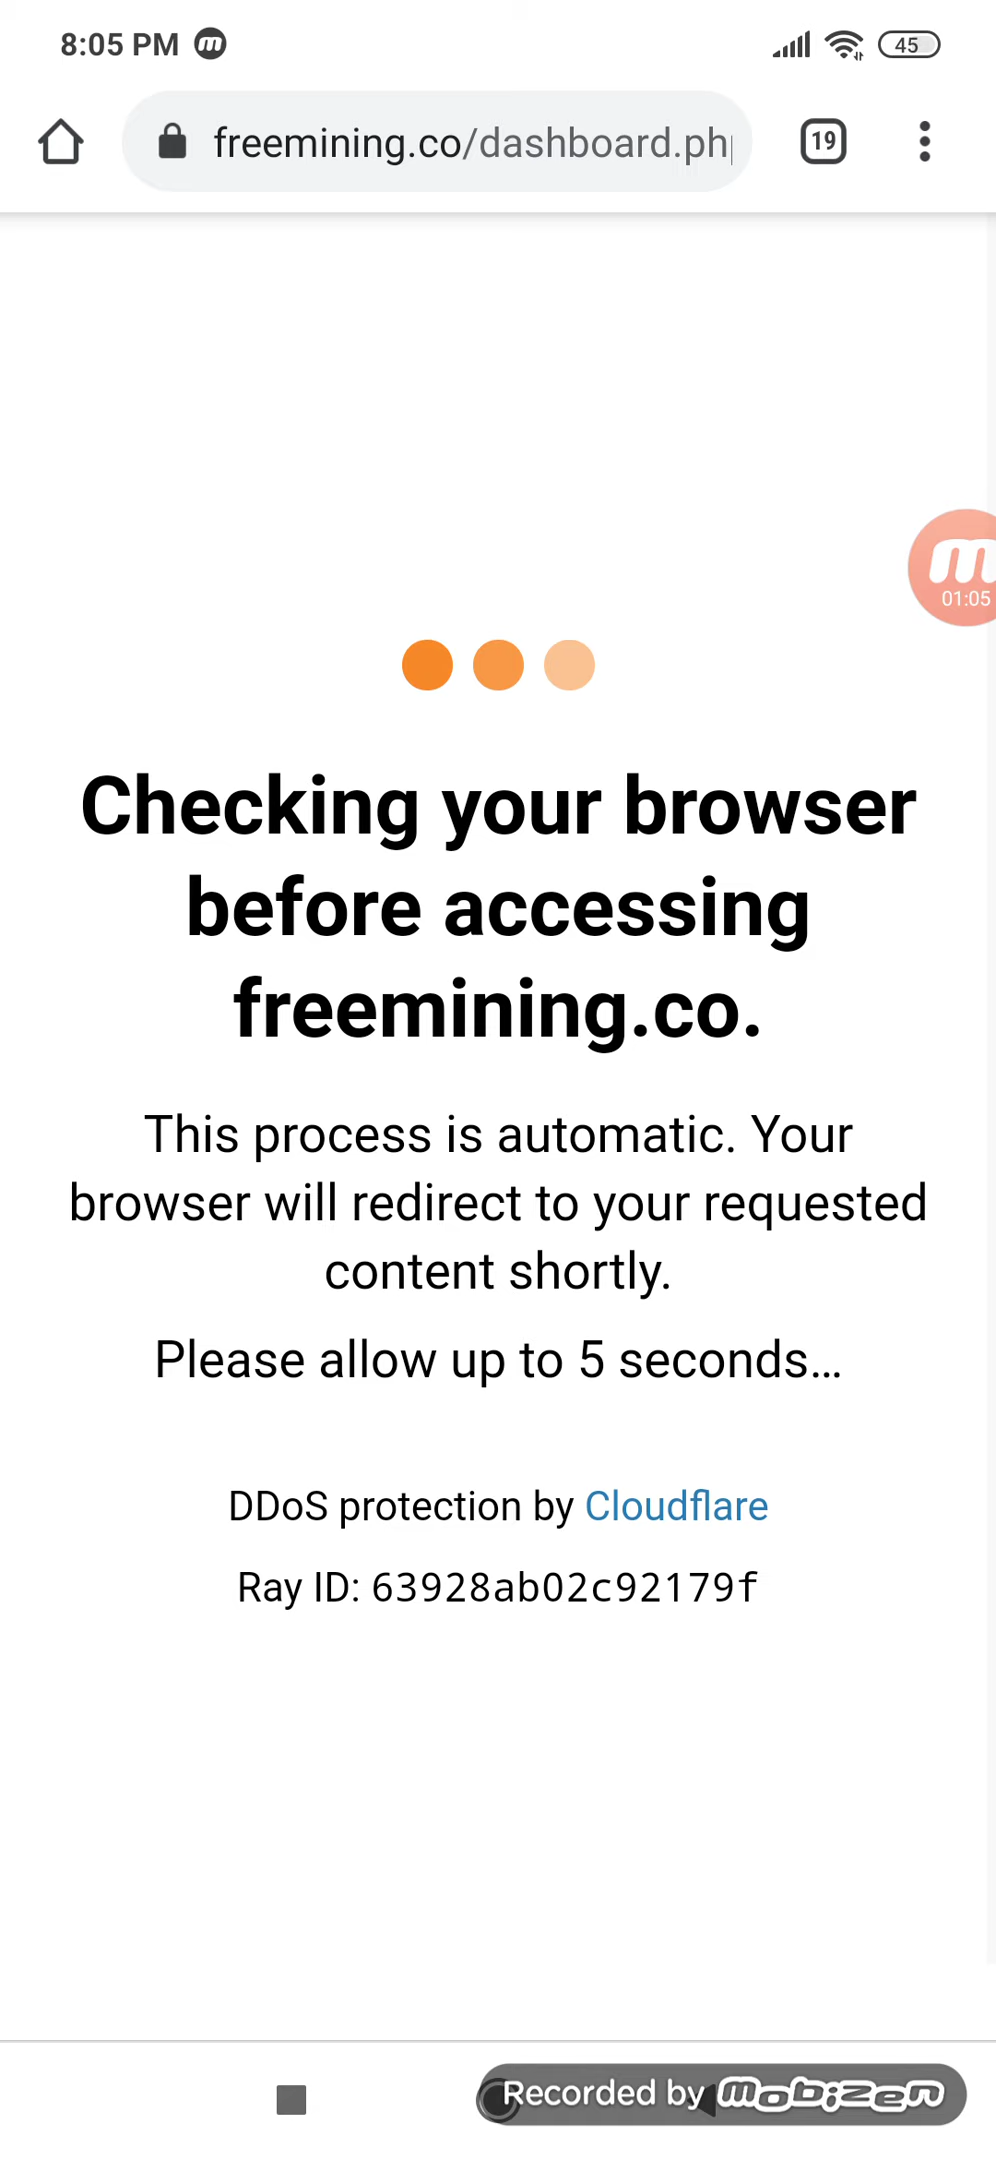 8:05 PM m 45
freemining.co/dashboard.ph 19
m
01:05
Checking your browser
before accessing
freemining.co.
This process is automatic. Your
browser will redirect to your requested
content shortly.
Please allow up to 5 seconds…
DDoS protection by Cloudflare
Ray ID: 63928ab02c92179f
Recorded by mobizen